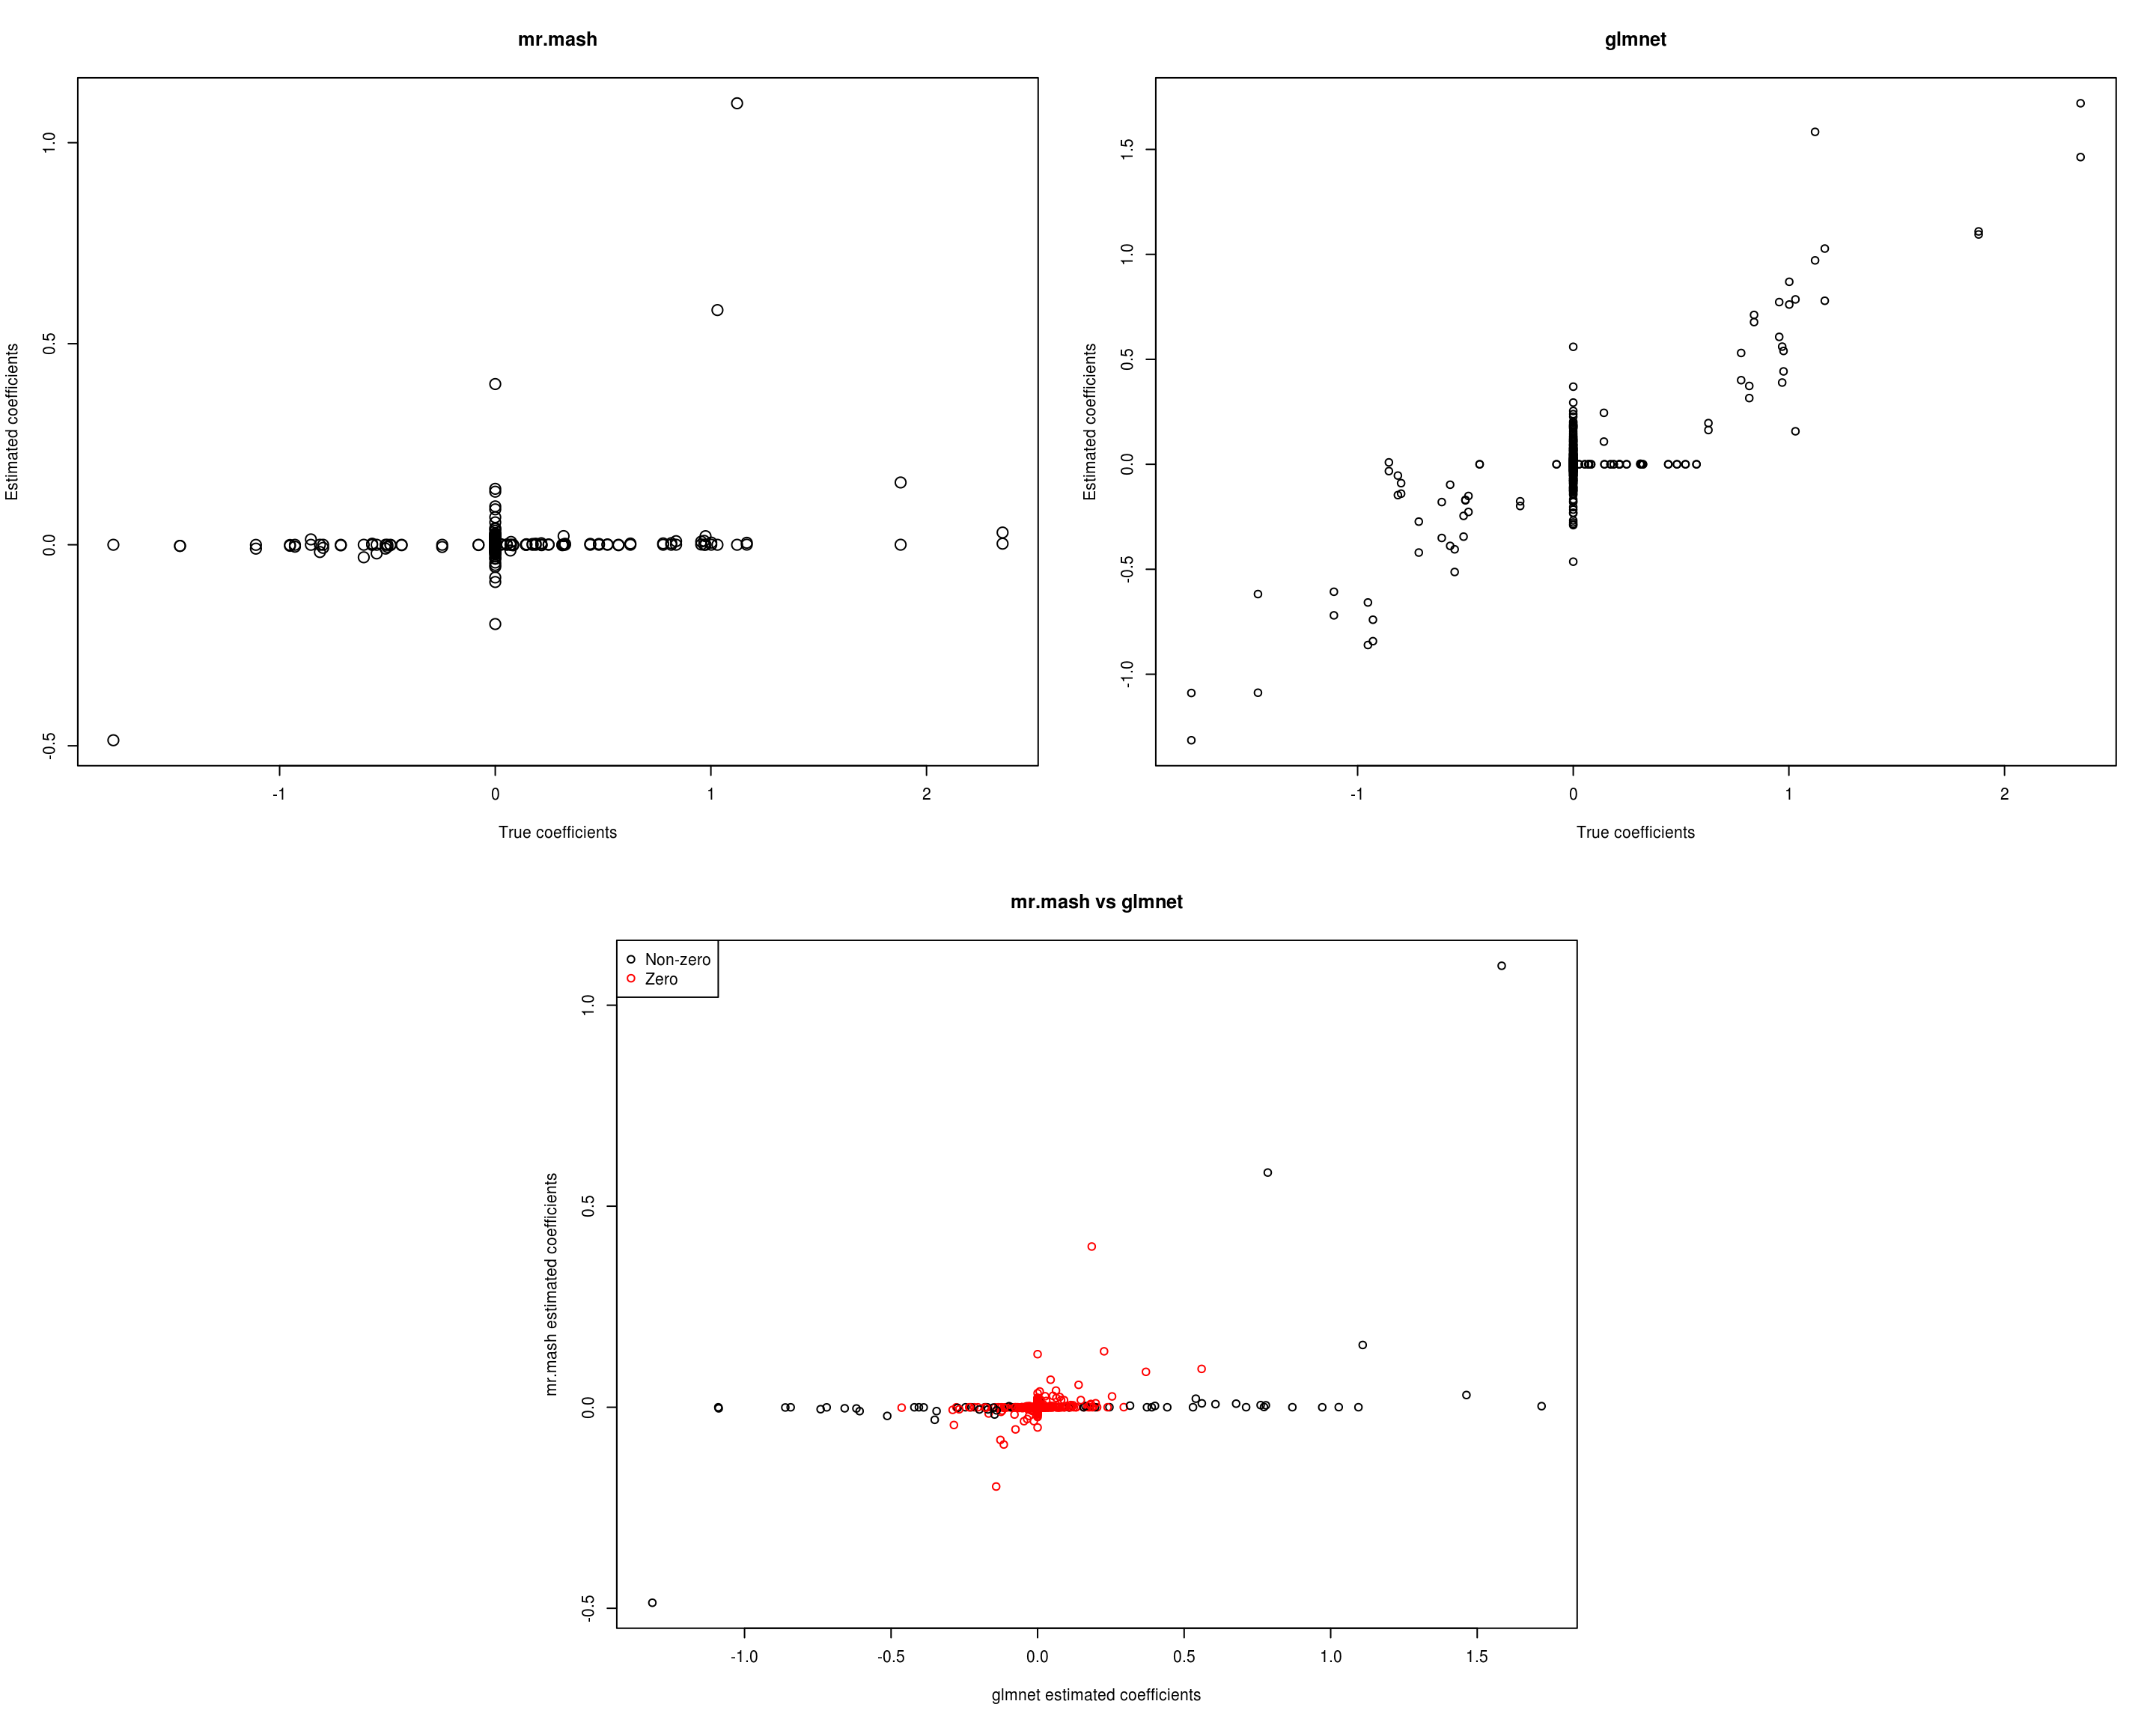 mr.mash
Estimated coefficients
1.0
0.5
0.0
-0.5
-1
0
1
2
True coefficients
glmnet
Estimated coefficients
1.5
1.0
0.5
0.0
-0.5
-1.0
-1
0
1
2
True coefficients
mr.mash vs glmnet
Non-zero
Zero
mr.mash estimated coefficients
1.0
0.5
0.0
-0.5
-1.0
-0.5
0.0
0.5
1.0
1.5
glmnet estimated coefficients